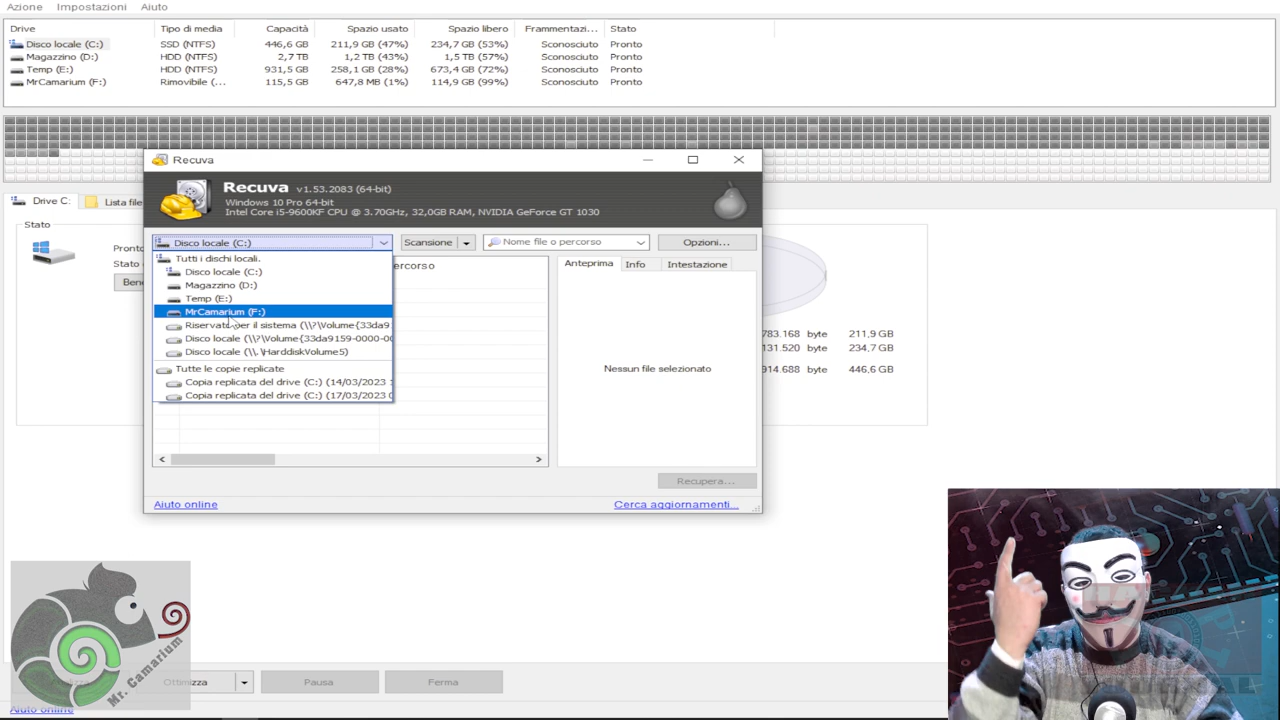 Azione Impostazioni Aiuto
Drive Tipo di media Capacità Spazio usato Spazio libero Frammentazi... Stato
Disco locale (C:) SSD (NTFS) 446,6 GB 211,9 GB (47%) 234,7 GB (53%) Sconosciuto Pronto
Magazzino (D:) HDD (NTFS) 2,7 TB 1,2 TB (43%) 1,5 TB (57%) Sconosciuto Pronto
Temp (E:) HDD (NTFS) 931,5 GB 258,1 GB (28%) 673,4 GB (72%) Sconosciuto Pronto
MrCamarium (F:) Rimovibile (... 115,5 GB 647,8 MB (1%) 114,9 GB (99%) Sconosciuto Pronto
Recuva
Recuva v1.53.2083 (64-bit)
Windows 10 Pro 64-bit
Intel Core i5-9600KF CPU @ 3.70GHz, 32,0GB RAM, NVIDIA GeForce GT 1030
Drive C: Lista file
Stato
Pronto
Stato
Bene
Disco locale (C:) Scansione Nome file o percorso Opzioni...
Tutti i dischi locali.
Disco locale (C:)
Magazzino (D:)
Temp (E:)
MrCamarium (F:)
Riservato per il sistema (\\?\Volume{33da9
Disco locale (\\?\Volume{33da9159-0000-00
Disco locale (\\.\HarddiskVolume5)
Tutte le copie replicate
Copia replicata del drive (C:) (14/03/2023 1
Copia replicata del drive (C:) (17/03/2023 0
ercorso
Anteprima Info Intestazione
Nessun file selezionato
Recupera...
Aiuto online Cerca aggiornamenti...
783.168 byte 211,9 GB
131.520 byte 234,7 GB
914.688 byte 446,6 GB
Mr. Camarium
Ottimizza Pausa Ferma
Aiuto online